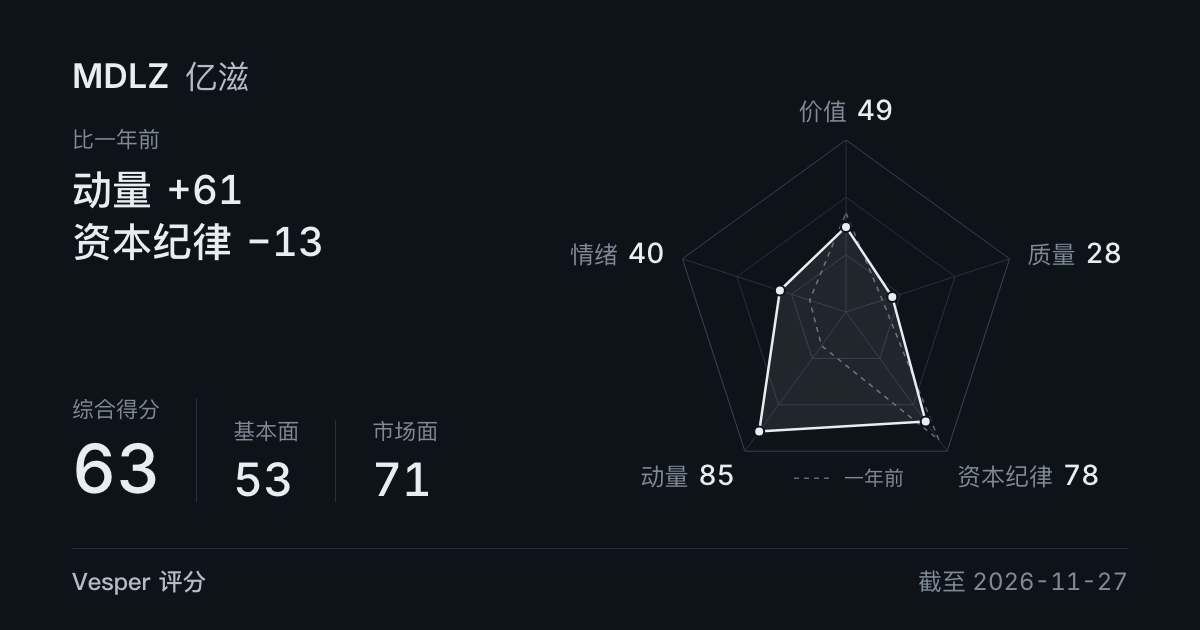 MDLZ 亿滋
比一年前
动量 +61
资本纪律 −13
综合得分
63
基本面
53
市场面
71
价值 49
质量 28
情绪 40
动量 85
一年前
资本纪律 78
Vesper 评分
截至 2026-11-27